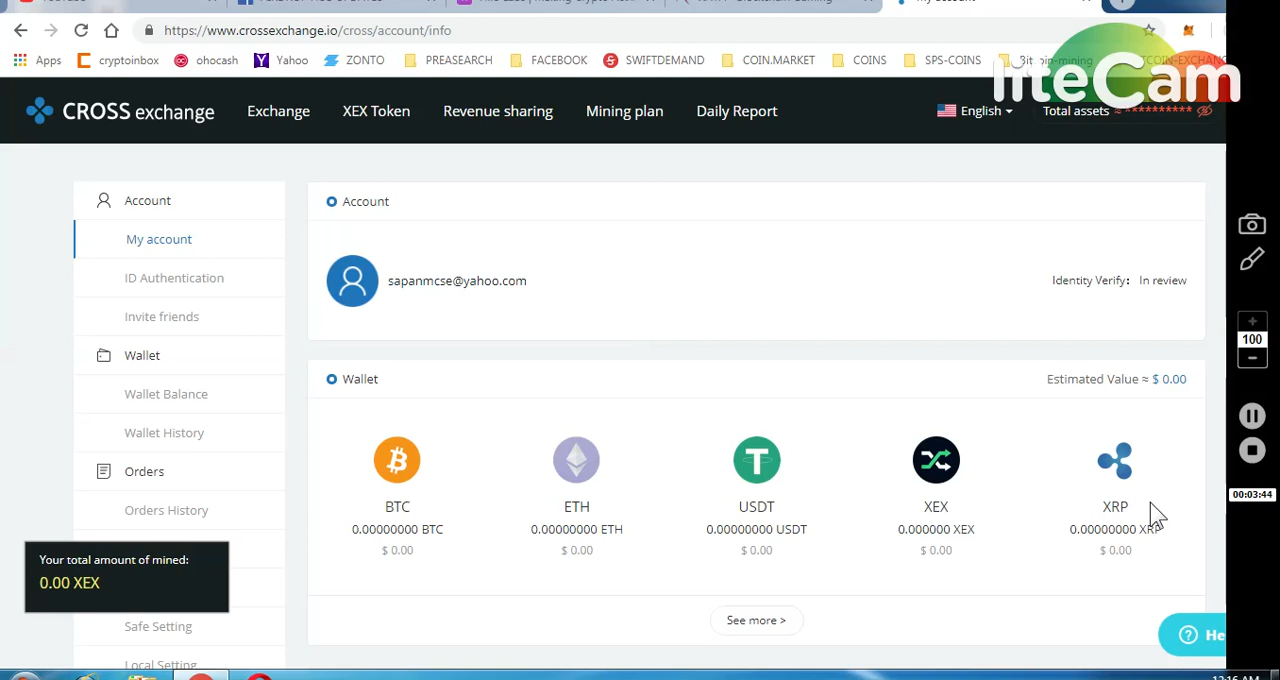 https://www.crossexchange.io/cross/account/info
Apps cryptoinbox ohocash Yahoo ZONTO PREASEARCH FACEBOOK SWIFTDEMAND COIN.MARKET COINS SPS-COINS
liteCam
CROSS exchange Exchange XEX Token Revenue sharing Mining plan Daily Report English Total assets ≈ **********
Account
My account
ID Authentication
Invite friends
Wallet
Wallet Balance
Wallet History
Orders
Orders History
Safe Setting
Local Setting
Your total amount of mined:
0.00 XEX
Account
sapanmcse@yahoo.com
Identity Verify: In review
Wallet
Estimated Value ≈ $ 0.00
BTC ETH USDT XEX XRP
0.00000000 BTC 0.00000000 ETH 0.00000000 USDT 0.000000 XEX 0.00000000 XRP
$ 0.00 $ 0.00 $ 0.00 $ 0.00 $ 0.00
See more >
He
100
00:03:44
12:16 AM